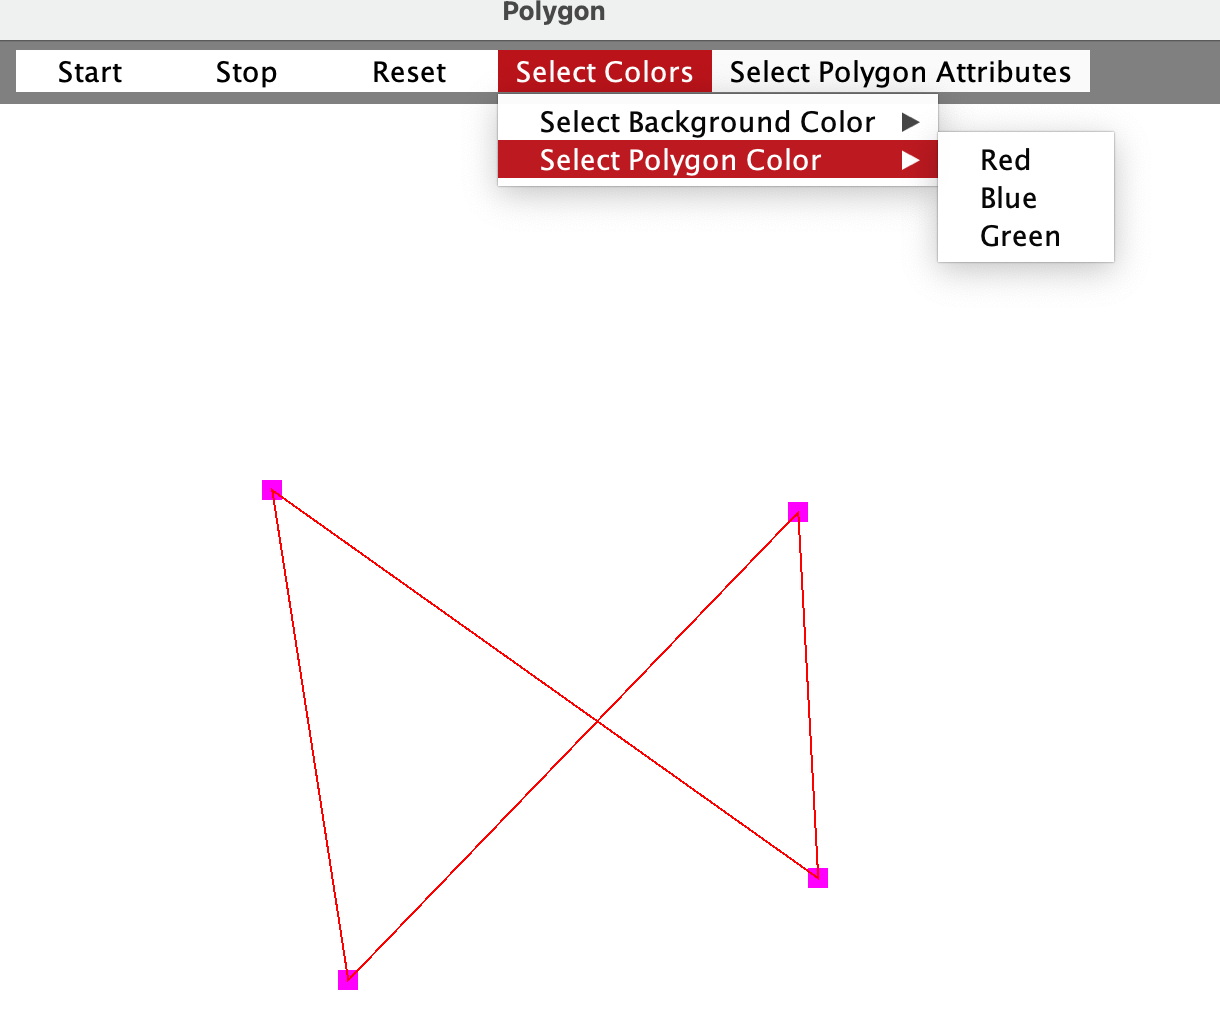 Polygon
Start Stop Reset Select Colors Select Polygon Attributes
Select Background Color
Select Polygon Color
Red
Blue
Green